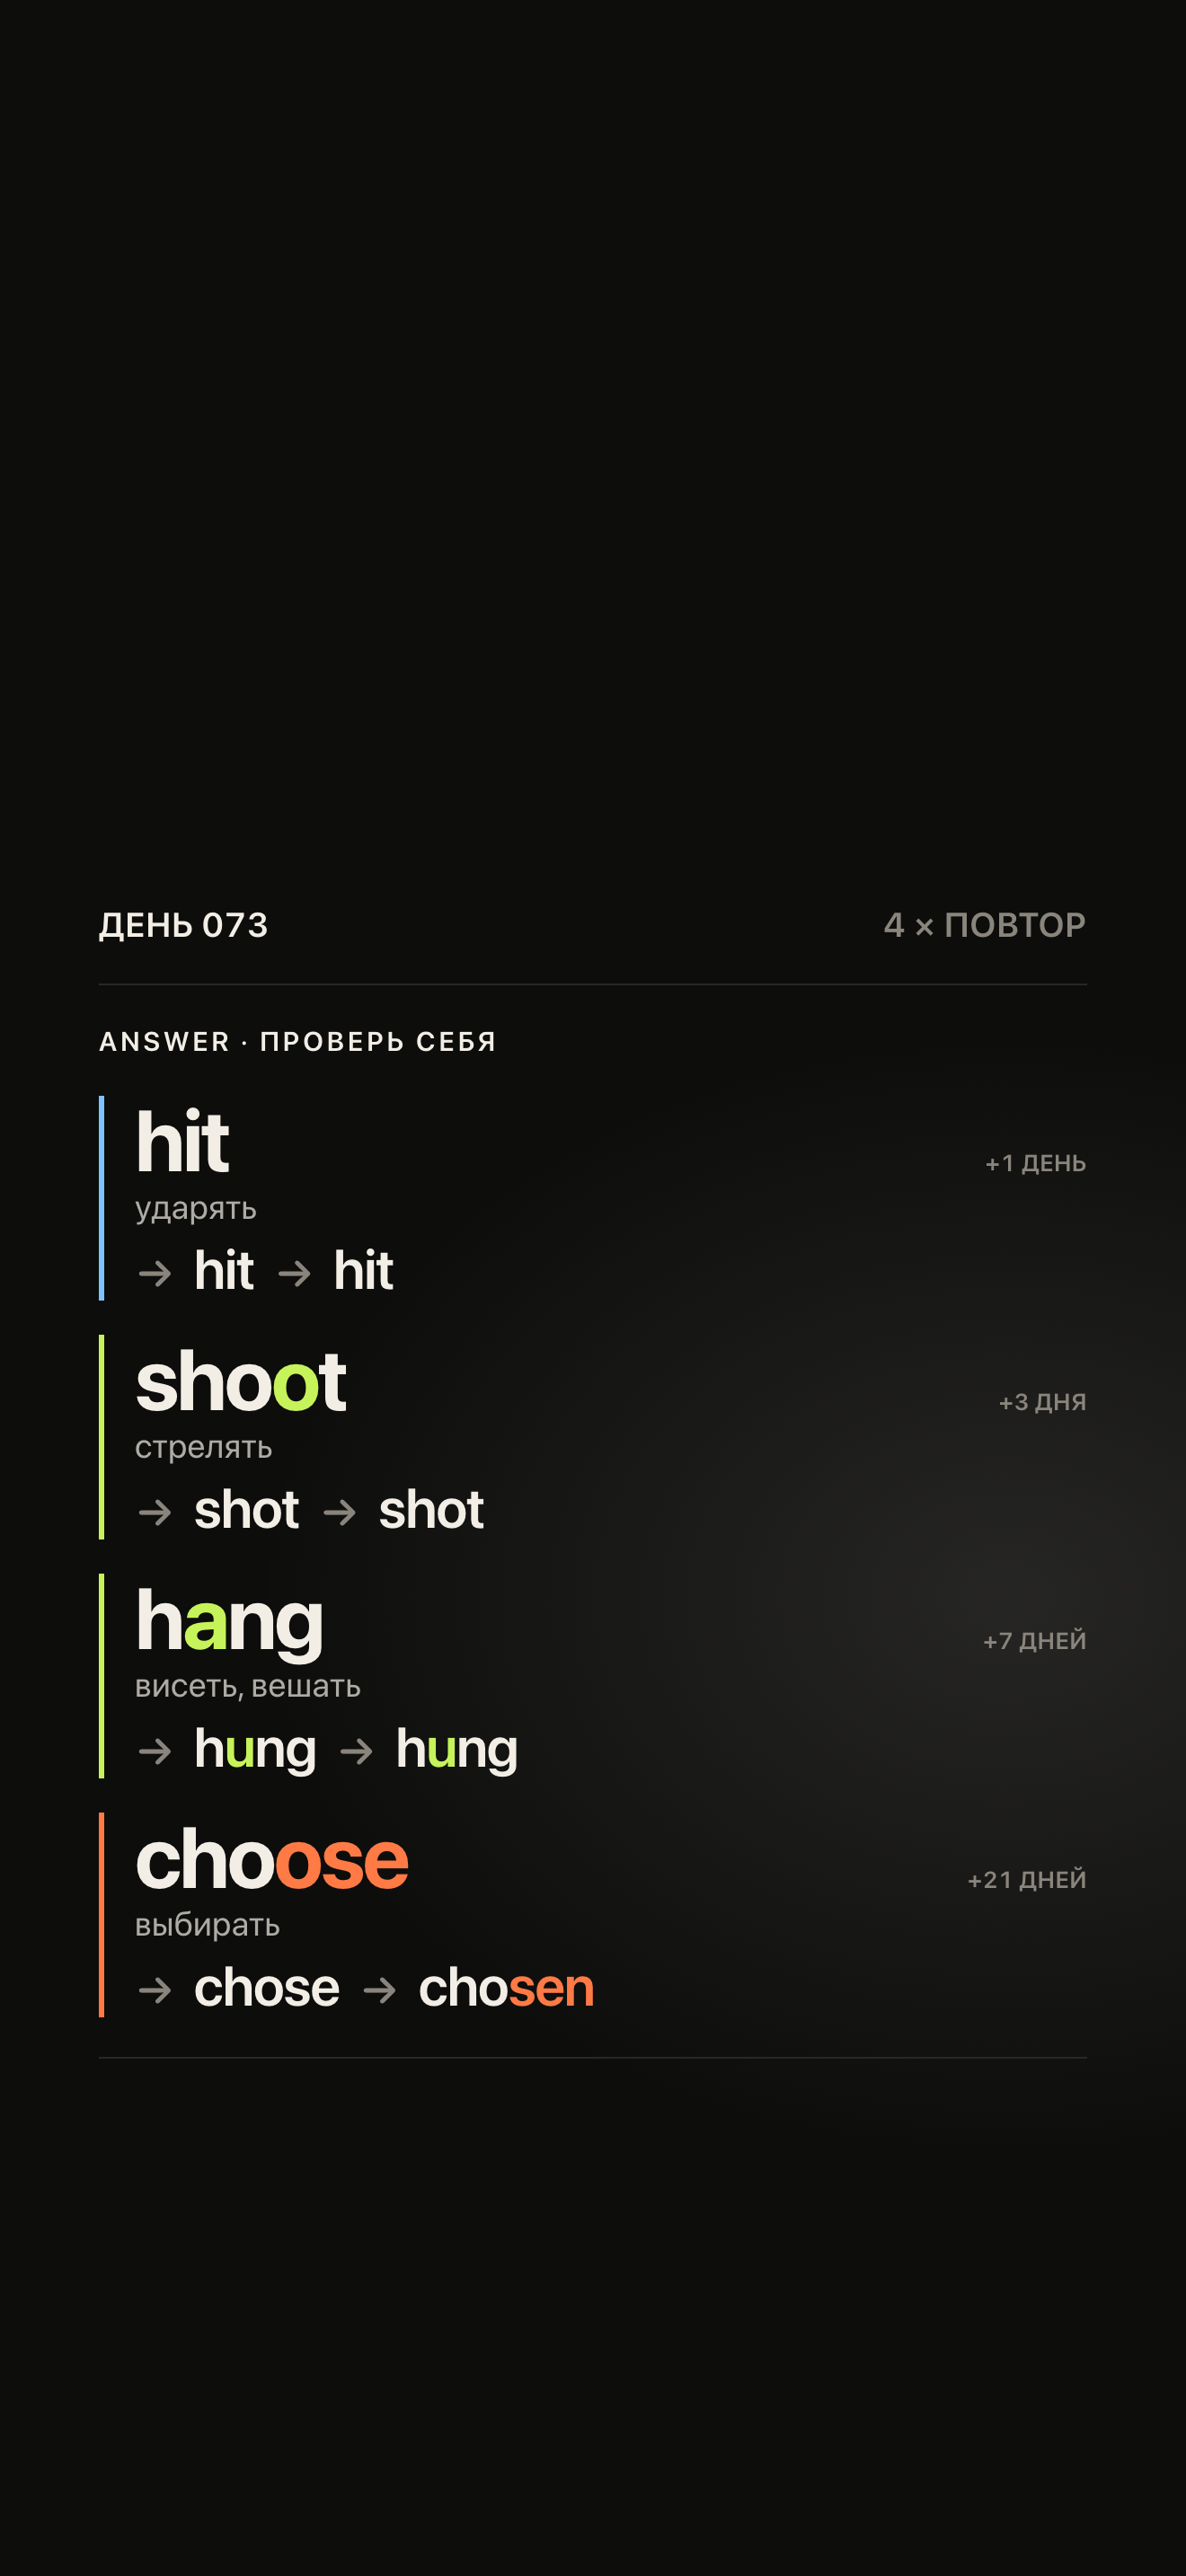 ДЕНЬ 073
4 × ПОВТОР
ANSWER · ПРОВЕРЬ СЕБЯ
hit
+1 ДЕНЬ
ударять
→ hit → hit
shoot
+3 ДНЯ
стрелять
→ shot → shot
hang
+7 ДНЕЙ
висеть, вешать
→ hung → hung
choose
+21 ДНЕЙ
выбирать
→ chose → chosen